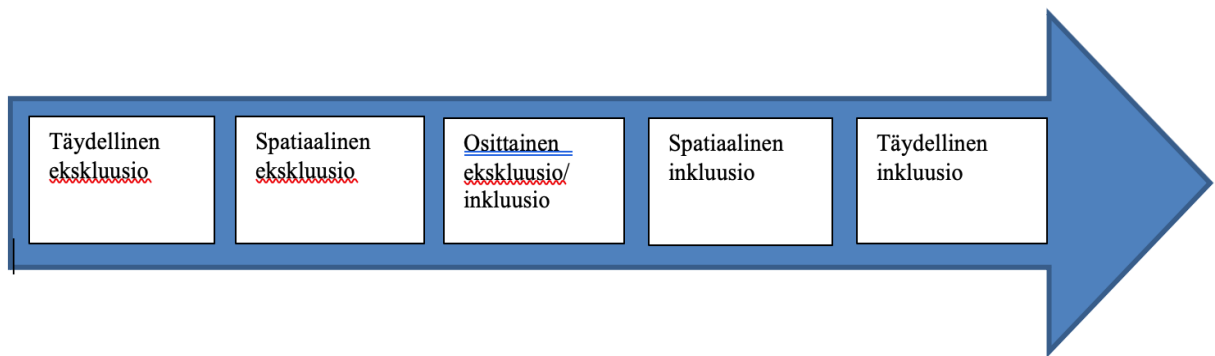 Täydellinen
ekskluusio
Spatiaalinen
ekskluusio
Osittainen
ekskluusio/
inkluusio
Spatiaalinen
inkluusio
Täydellinen
inkluusio